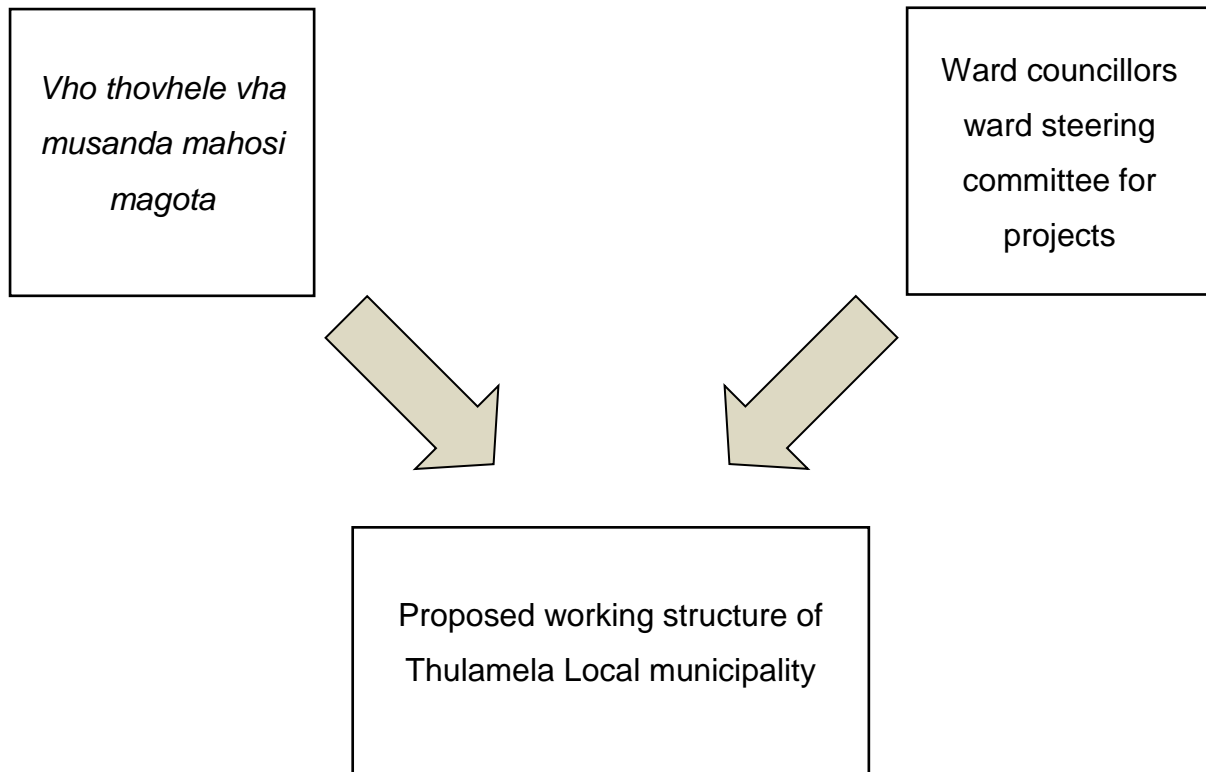 Vho thovhele vha
musanda mahosi
magota
Ward councillors
ward steering
committee for
projects
Proposed working structure of
Thulamela Local municipality